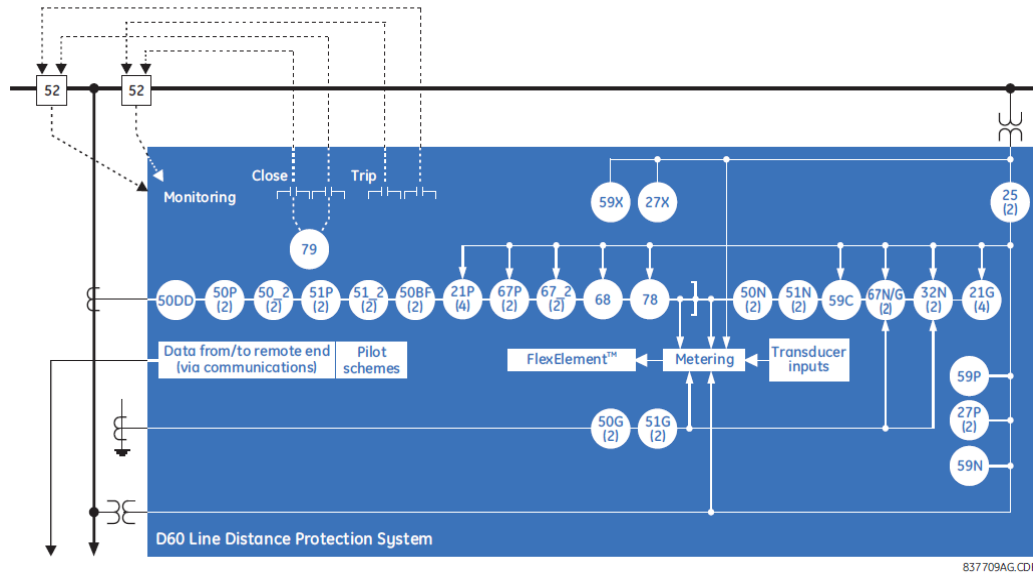 52
52
Close
Trip
Monitoring
59X
27X
25
(2)
79
50DD
50P
(2)
50_2
(2)
51P
(2)
51_2
(2)
50BF
(2)
21P
(4)
67P
(2)
67_2
(2)
68
78
50N
(2)
51N
(2)
59C
67N/G
(2)
32N
(2)
21G
(4)
Data from/to remote end
(via communications)
Pilot
schemes
FlexElement™
Metering
Transducer
inputs
59P
50G
(2)
51G
(2)
27P
(2)
59N
D60 Line Distance Protection System
837709AG.CD